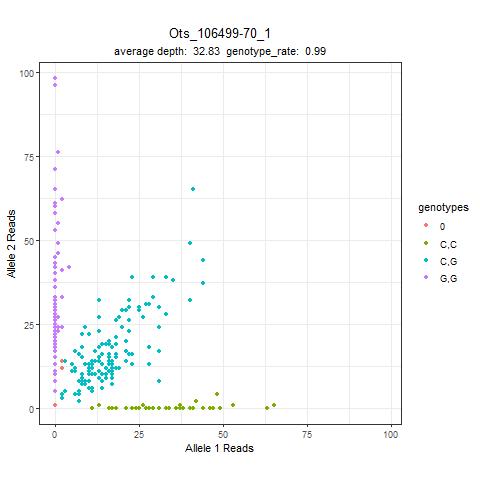 Ots_106499-70_1
average depth: 32.83 genotype_rate: 0.99
100
75
50
25
0
Allele 2 Reads
0 25 50 75 100
Allele 1 Reads
genotypes
0
C,C
C,G
G,G